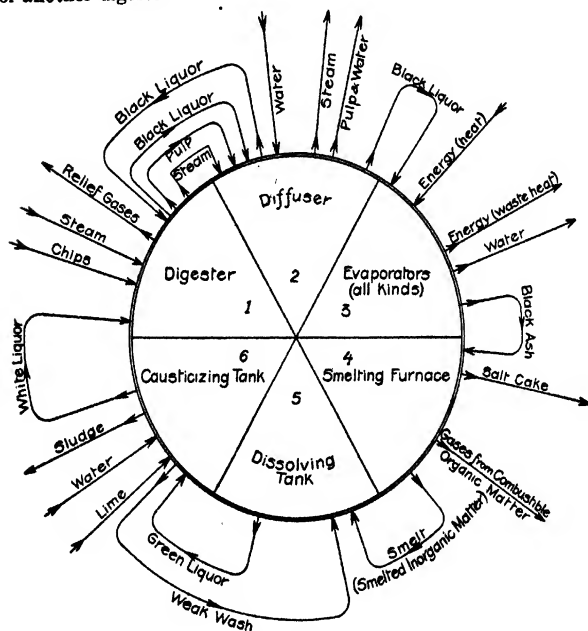 Black Liquor
Black Liquor
Pulp
Steam
Water
Steam
Pulp & Water
Black Liquor
Energy (heat)
Energy (waste heat)
Water
Black Ash
Salt Cake
Gases from Combustible
Organic Matter
Smelt
(Smelted Inorganic Matter)
Weak Wash
Green Liquor
Lime
Water
Sludge
White Liquor
Chips
Steam
Relief Gases
Diffuser
2
Digester
1
Evaporators
(all Kinds)
3
6
Causticizing Tank
4
Smelting Furnace
5
Dissolving
Tank